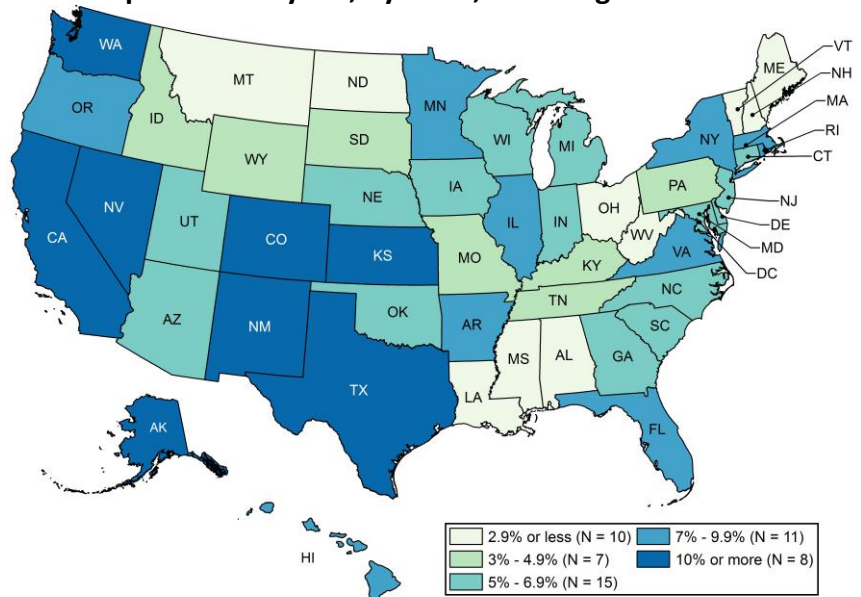 WA
MT
ND
MN
ME
VT
NH
OR
ID
SD
WI
MI
NY
MA
RI
WY
CT
NE
IA
PA
NJ
NV
UT
IL
IN
OH
DE
WV
MD
CA
CO
KS
MO
KY
VA
DC
TN
NC
AZ
NM
OK
AR
SC
TX
MS
AL
GA
LA
AK
FL
HI
2.9% or less (N = 10)
7% - 9.9% (N = 11)
3% - 4.9% (N = 7)
10% or more (N = 8)
5% - 6.9% (N = 15)